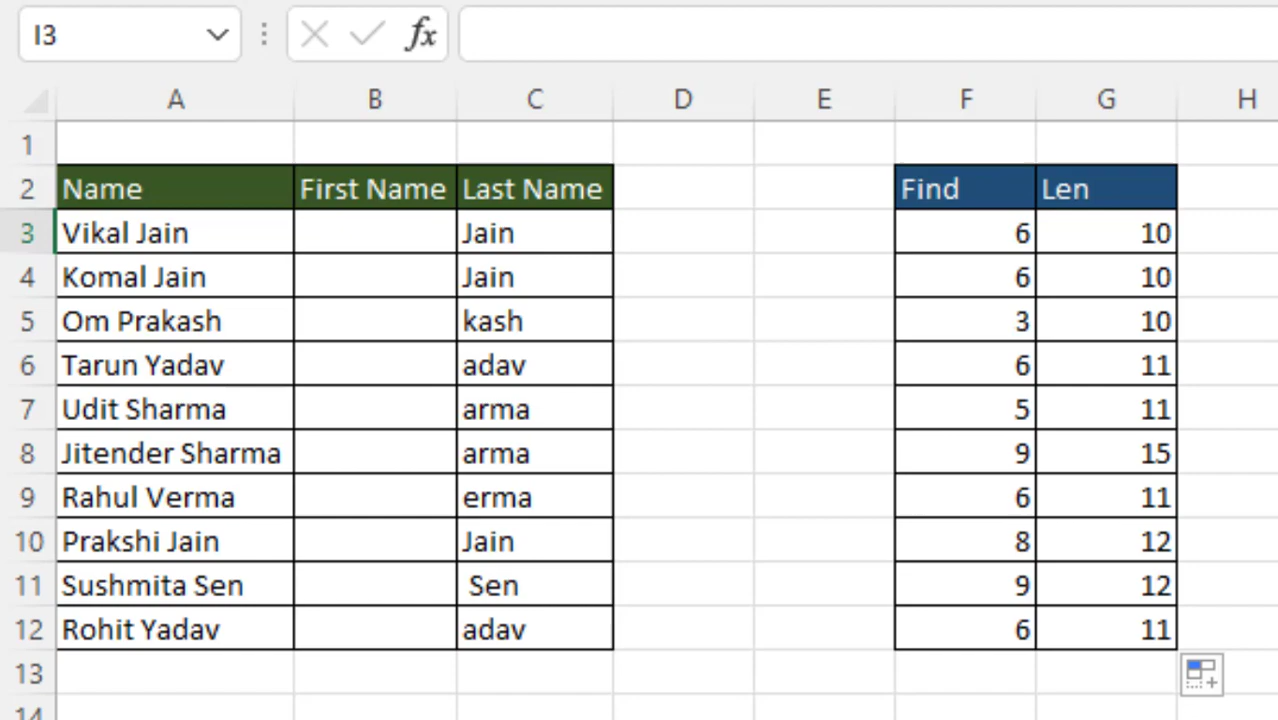 I3 fx
A B C D E F G H
1
2 Name First Name Last Name Find Len
3 Vikal Jain Jain 6 10
4 Komal Jain Jain 6 10
5 Om Prakash kash 3 10
6 Tarun Yadav adav 6 11
7 Udit Sharma arma 5 11
8 Jitender Sharma arma 9 15
9 Rahul Verma erma 6 11
10 Prakshi Jain Jain 8 12
11 Sushmita Sen Sen 9 12
12 Rohit Yadav adav 6 11
13
14